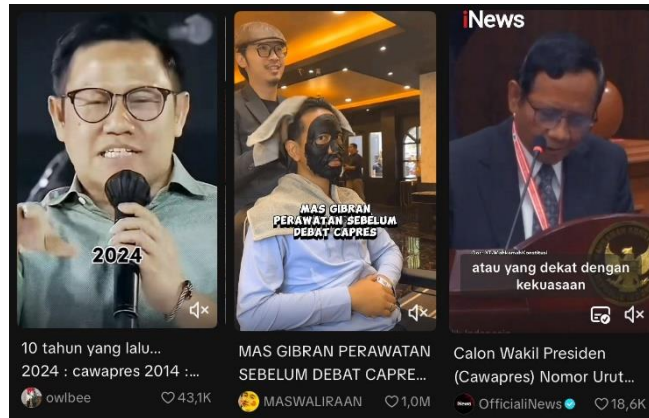 2024
10 tahun yang lalu...
2024 : cawapres 2014 :...
owlbee
43,1K
MAS GIBRAN
PERAWATAN SEBELUM
DEBAT CAPRES
MAS GIBRAN PERAWATAN
SEBELUM DEBAT CAPRE...
MASWALIRAAN
1,0M
iNews
atau yang dekat dengan
kekuasaan
Calon Wakil Presiden
(Cawapres) Nomor Urut...
OfficialiNews
18,6K